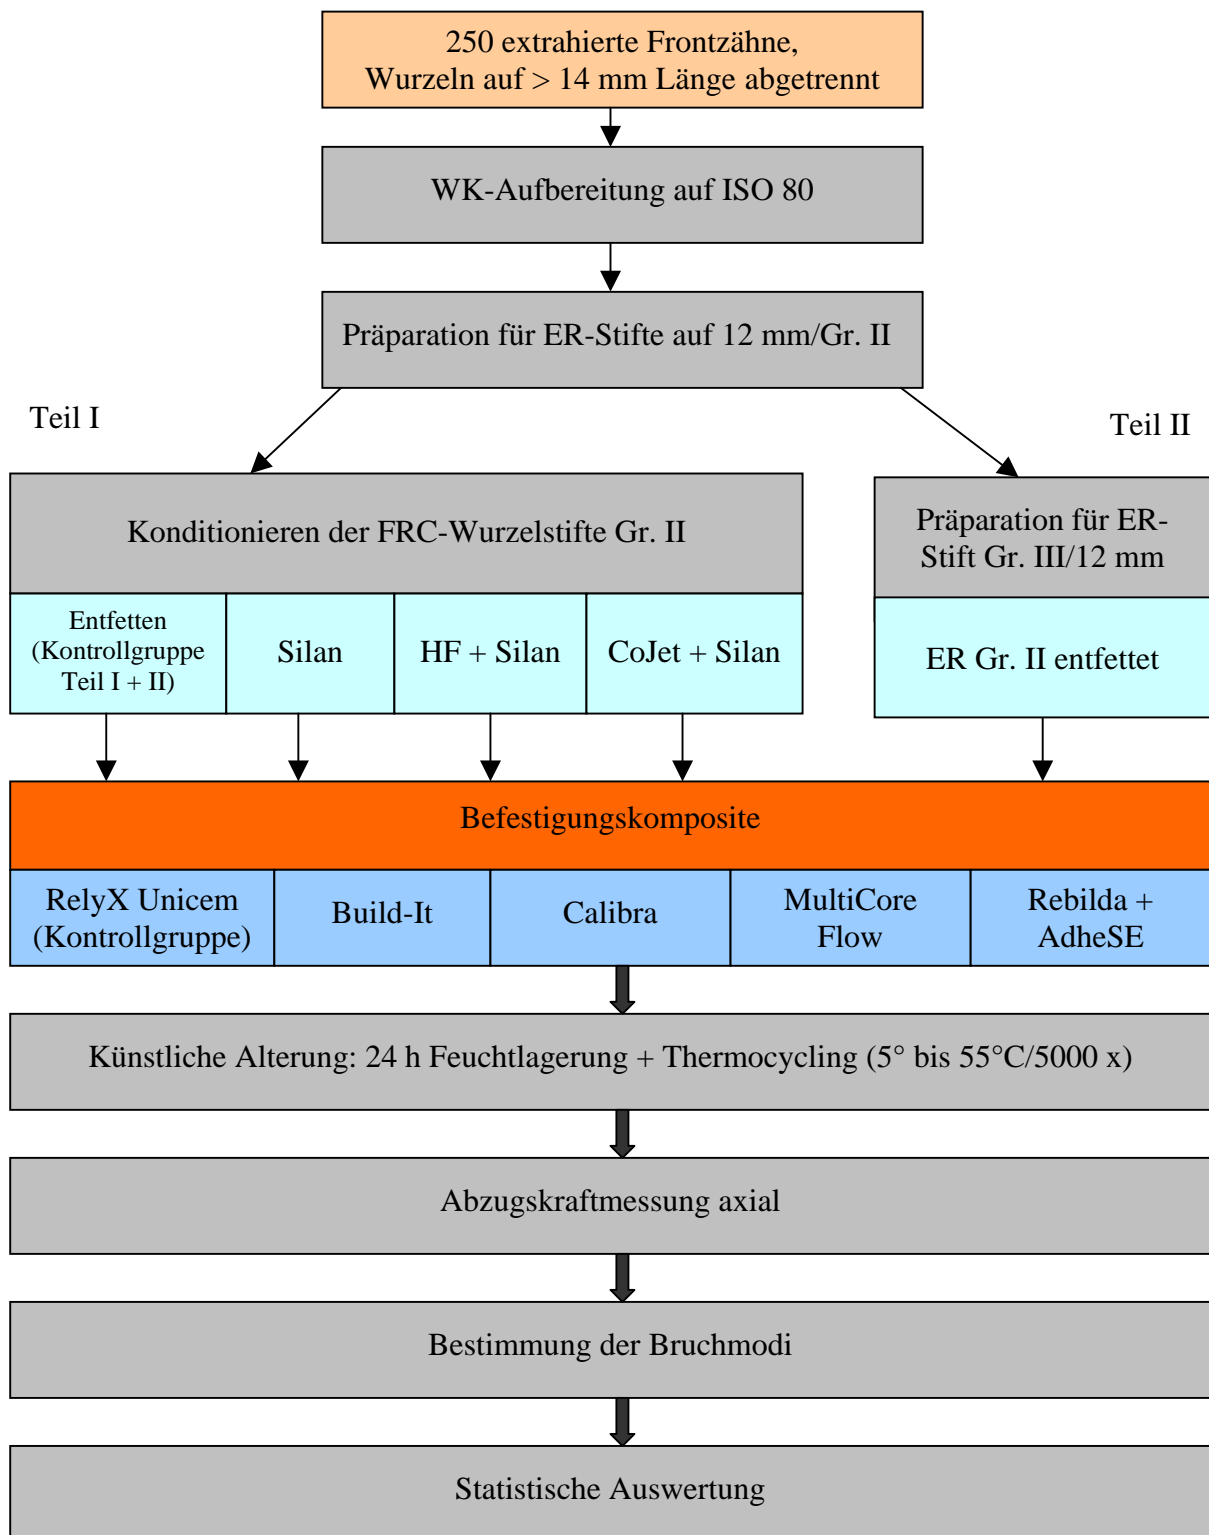 250 extrahierte Frontzähne,
Wurzeln auf > 14 mm Länge abgetrennt
WK-Aufbereitung auf ISO 80
Präparation für ER-Stifte auf 12 mm/Gr. II
Teil I
Teil II
Konditionieren der FRC-Wurzelstifte Gr. II
Präparation für ER-
Stift Gr. III/12 mm
Entfetten
(Kontrollgruppe
Teil I + II)
Silan
HF + Silan
CoJet + Silan
ER Gr. II entfettet
Befestigungskomposite
RelyX Unicem
(Kontrollgruppe)
Build-It
Calibra
MultiCore
Flow
Rebilda +
AdheSE
Künstliche Alterung: 24 h Feuchtlagerung + Thermocycling (5° bis 55°C/5000 x)
Abzugskraftmessung axial
Bestimmung der Bruchmodi
Statistische Auswertung